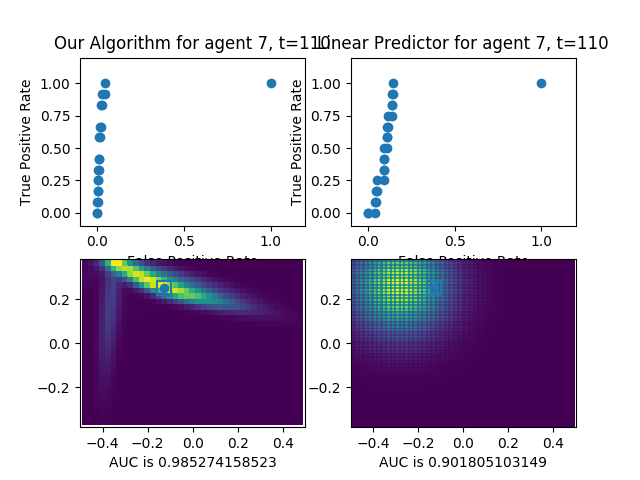 Our Algorithm for agent 7, t=110
Linear Predictor for agent 7, t=110
True Positive Rate
1.00
0.75
0.50
0.25
0.00
0.0 0.5 1.0
False Positive Rate
True Positive Rate
1.00
0.75
0.50
0.25
0.00
0.0 0.5 1.0
False Positive Rate
0.2
0.0
−0.2
−0.4 −0.2 0.0 0.2 0.4
AUC is 0.985274158523
0.2
0.0
−0.2
−0.4 −0.2 0.0 0.2 0.4
AUC is 0.901805103149